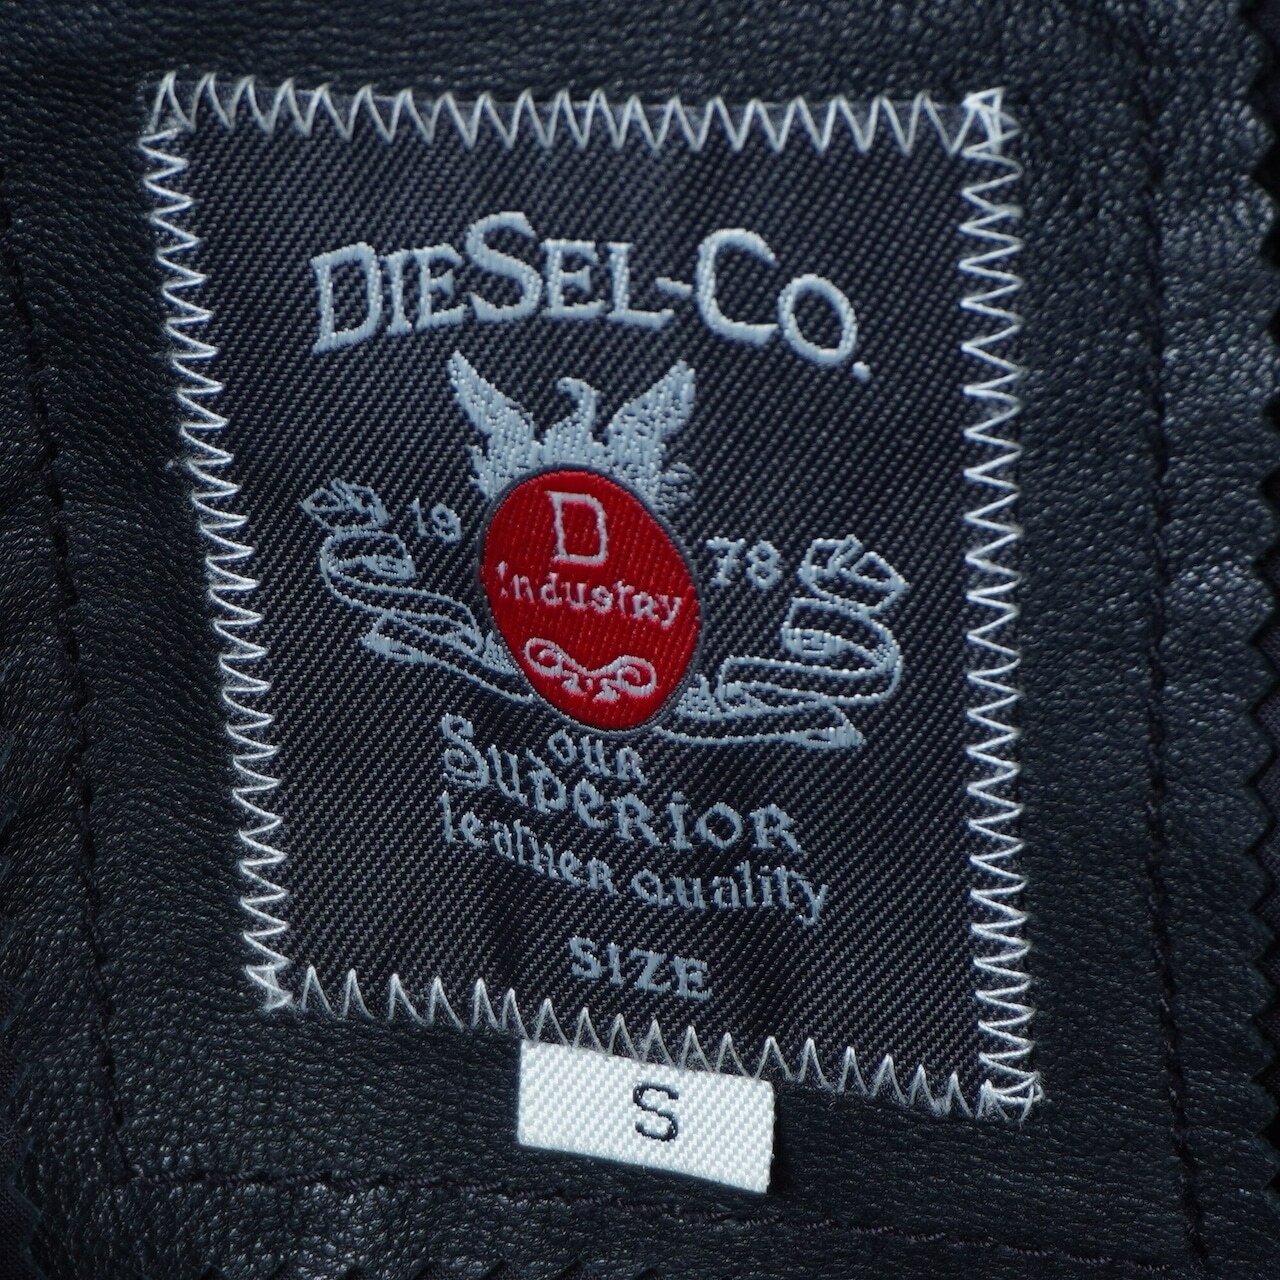 DIESEL-CO.
19 78
D
Industry
OUR
SUPERIOR
leather quality
SIZE
S